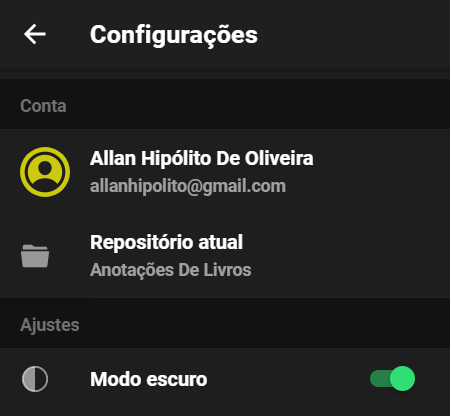 Configurações
Conta
Allan Hipólito De Oliveira
allanhipolito@gmail.com
Repositório atual
Anotações De Livros
Ajustes
Modo escuro